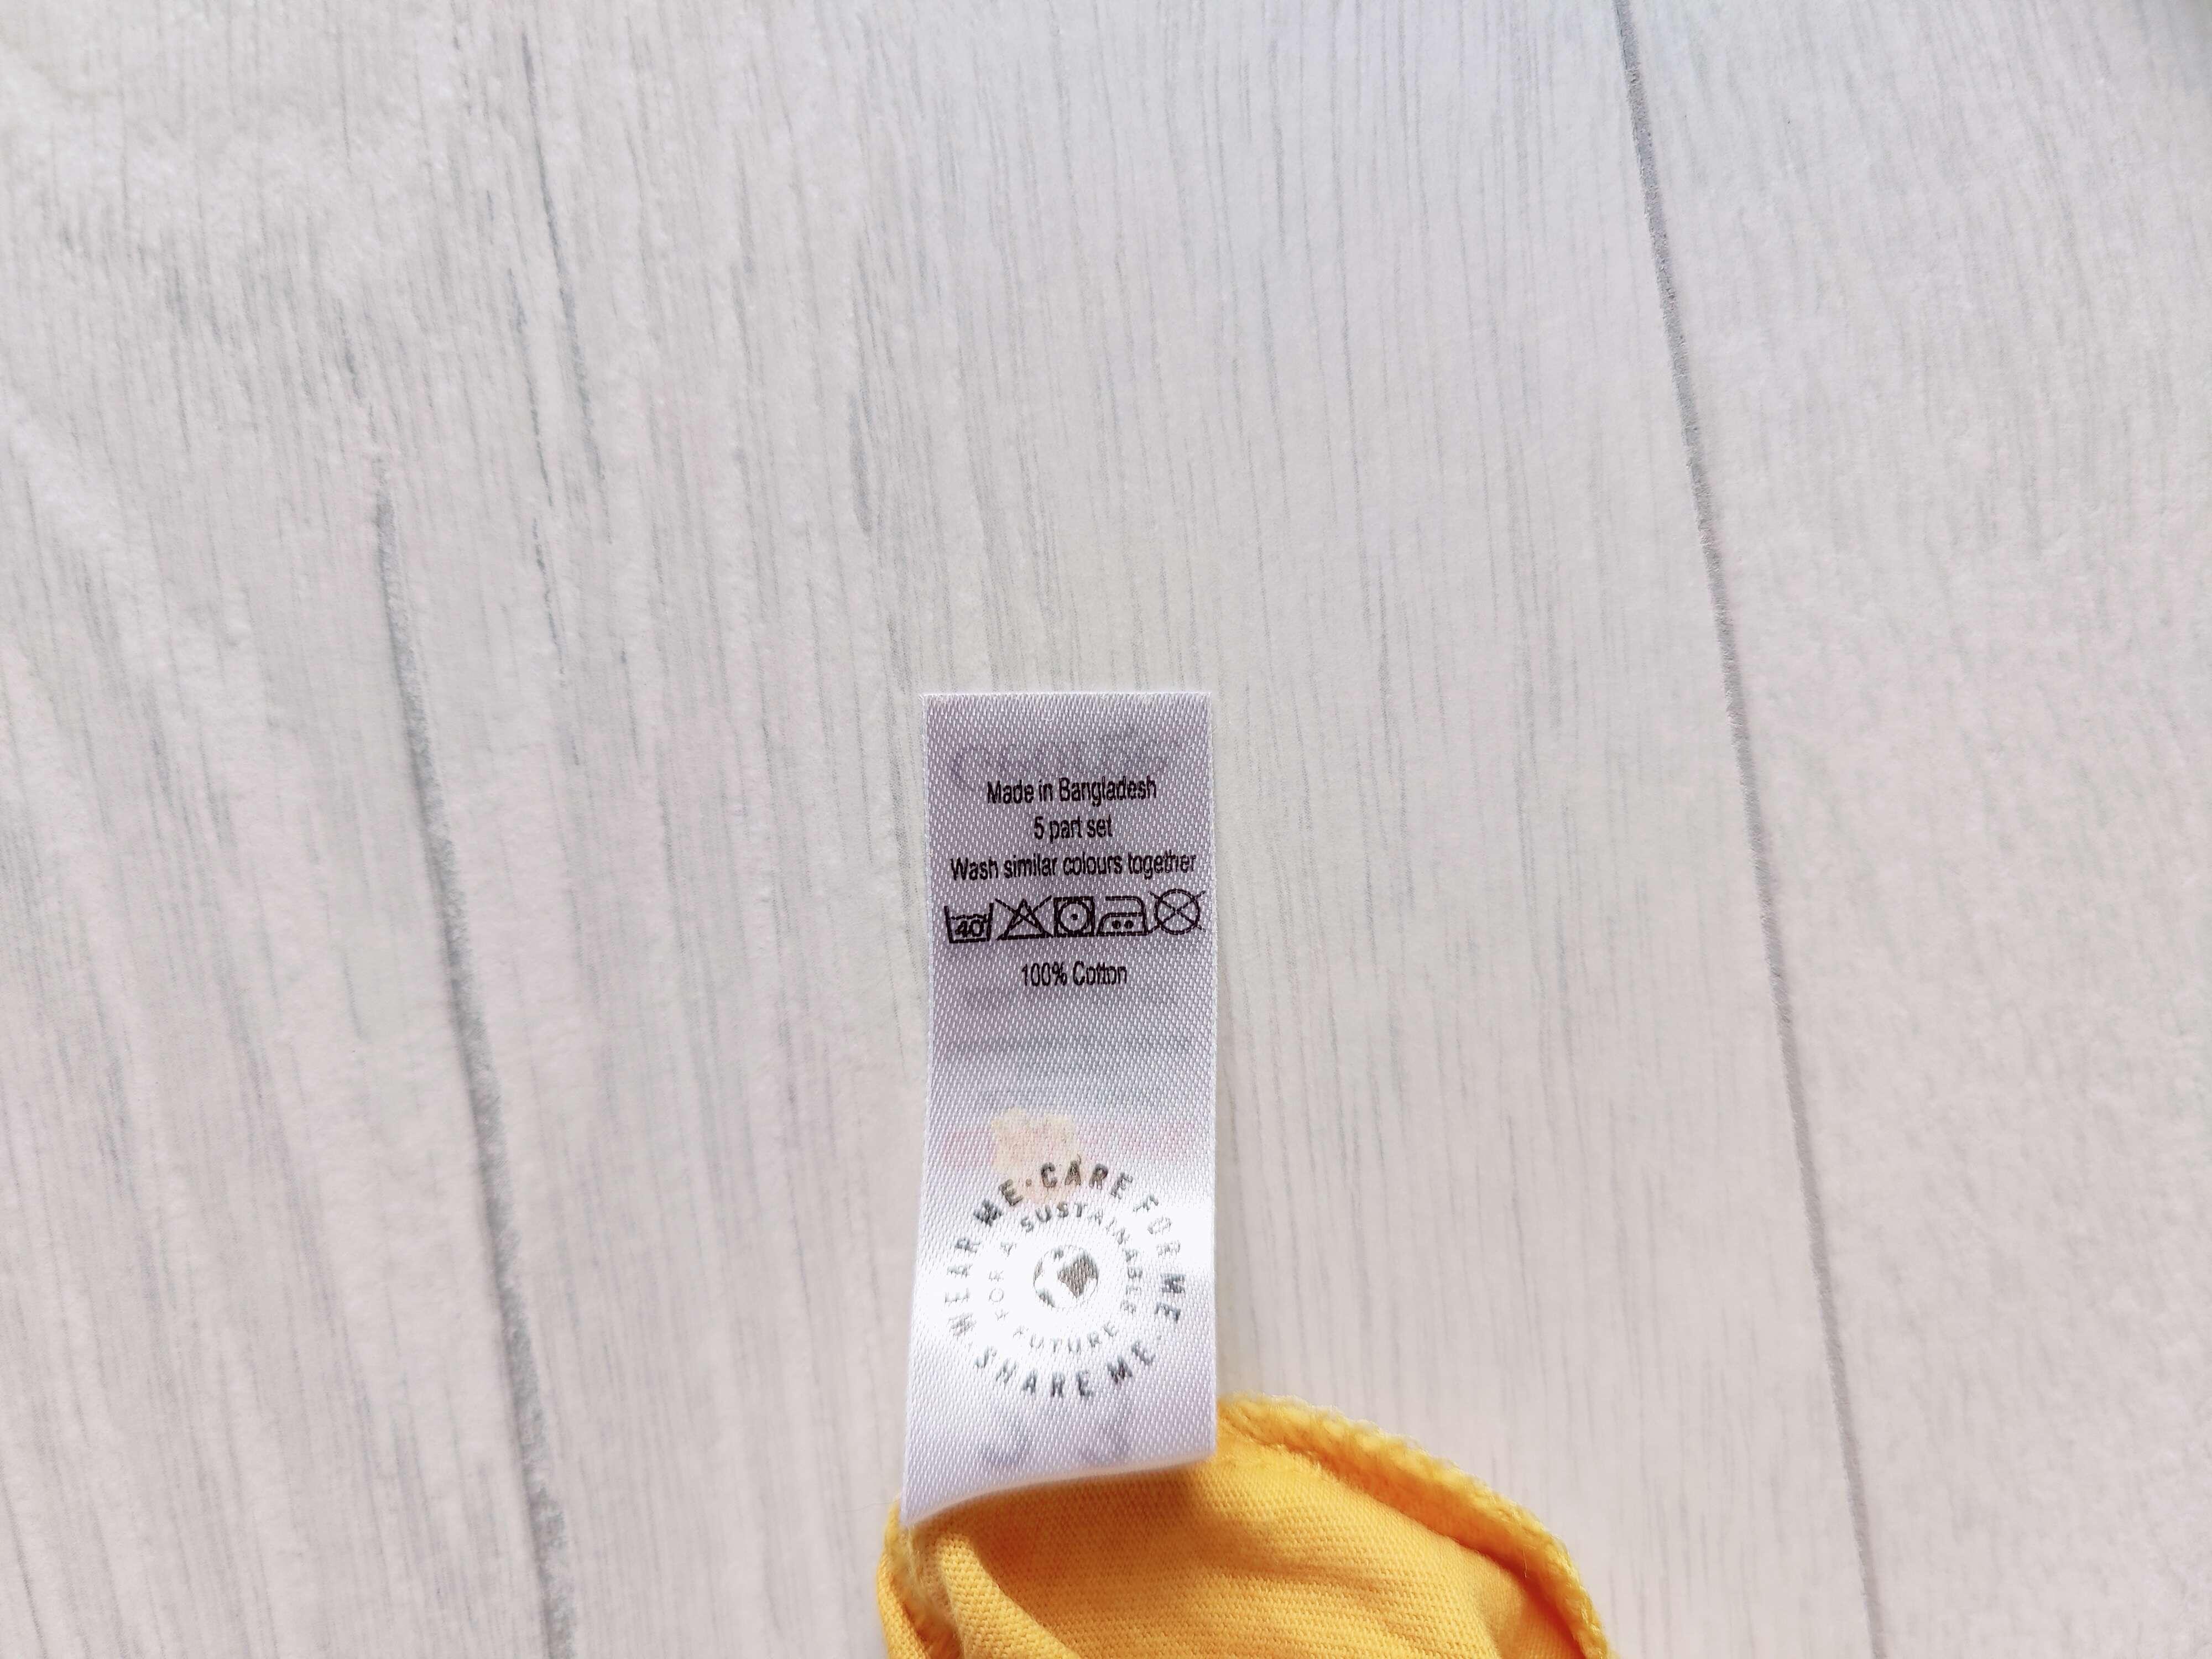 Made in Bangladesh
5 part set
Wash similar colours together
40
100% Cotton
WEAR ME · CARE FOR ME · SHARE ME ·
FOR A SUSTAINABLE FUTURE